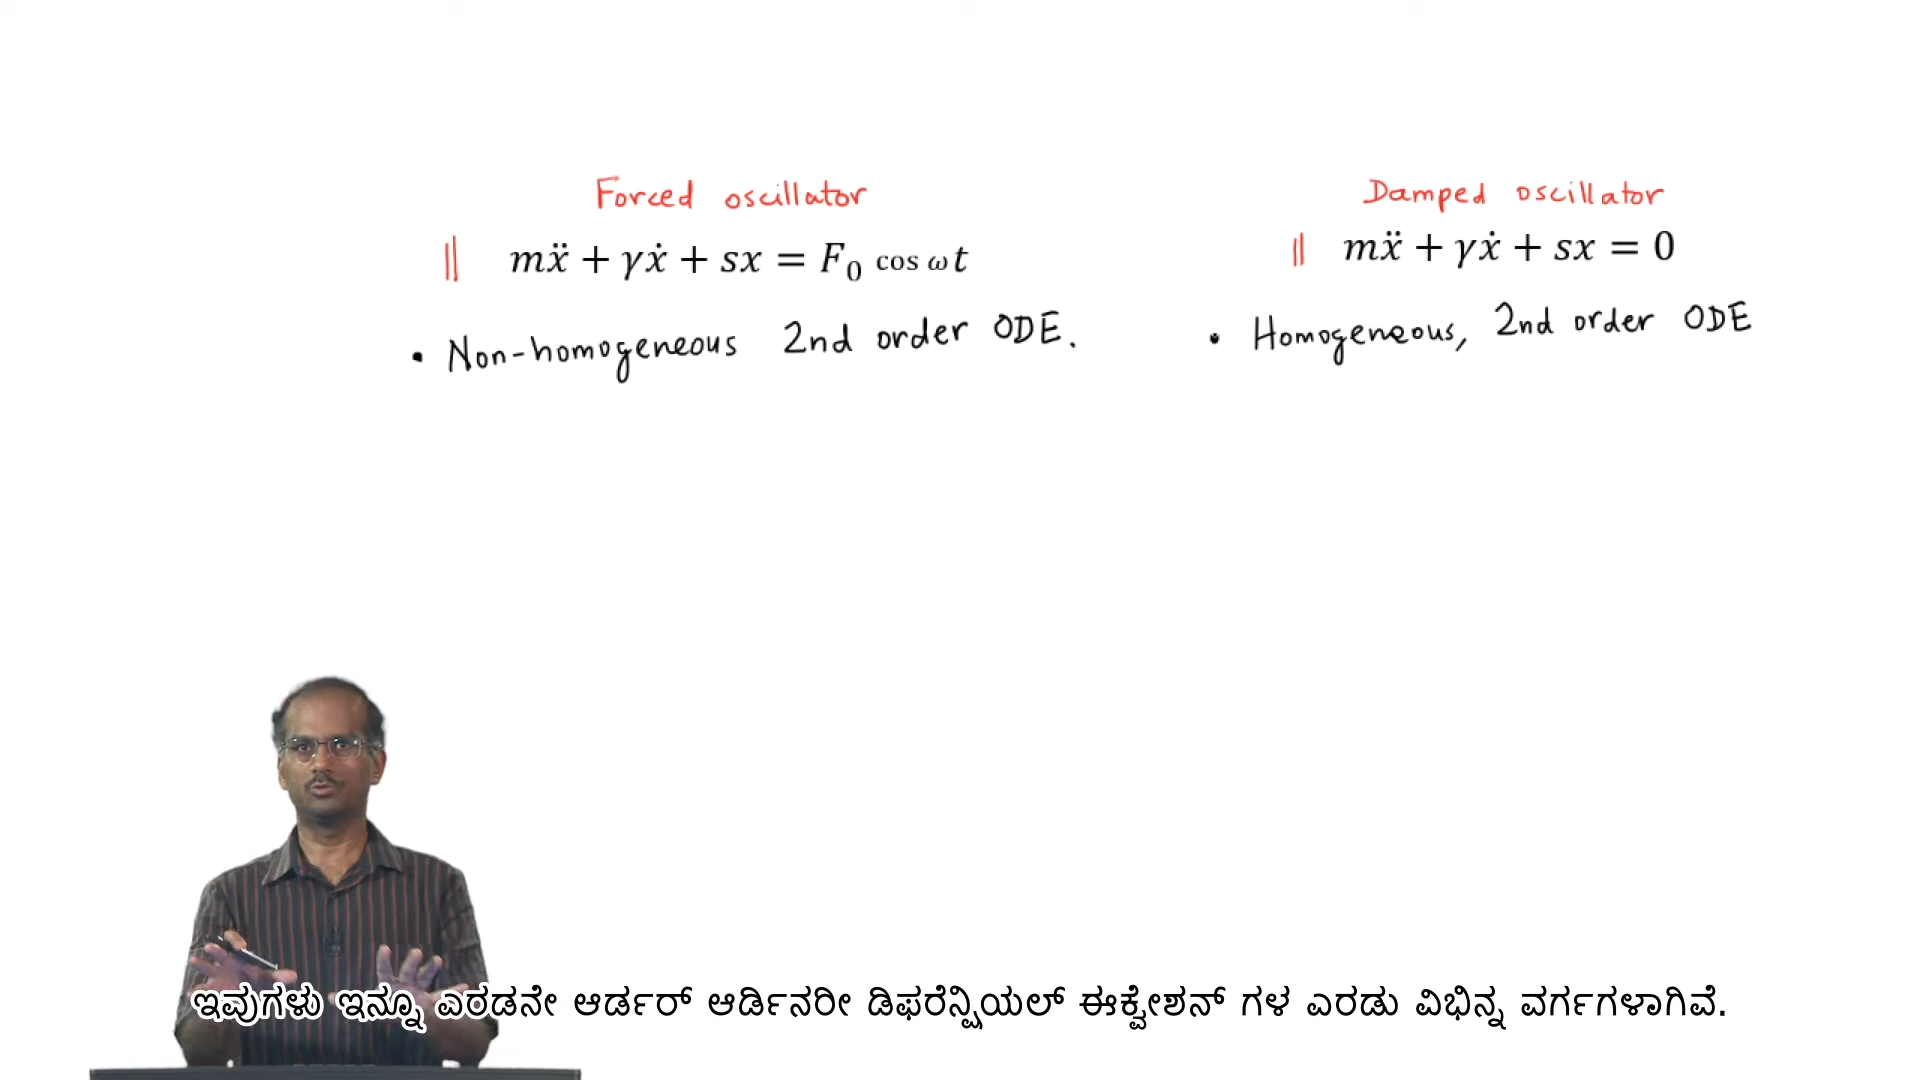 Forced oscillator
|| mẍ + γẋ + sx = F₀ cos ωt
• Non-homogeneous 2nd order ODE.
Damped oscillator
|| mẍ + γẋ + sx = 0
• Homogeneous, 2nd order ODE
ಇವುಗಳು ಇನ್ನೂ ಎರಡನೇ ಆರ್ಡರ್ ಆರ್ಡಿನರೀ ಡಿಫರೆನ್ಷಿಯಲ್ ಈಕ್ವೇಶನ್ ಗಳ ಎರಡು ವಿಭಿನ್ನ ವರ್ಗಗಳಾಗಿವೆ.